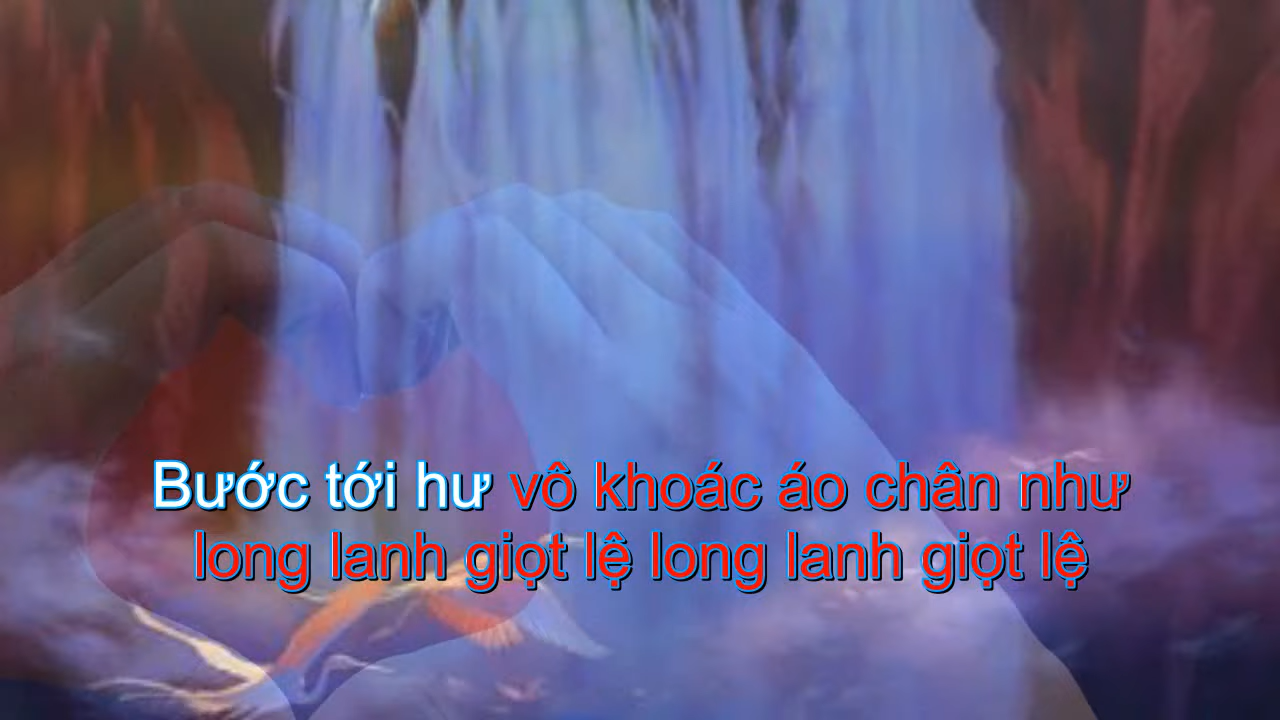 Bước tới hư vô khoác áo chân như
long lanh giọt lệ long lanh giọt lệ